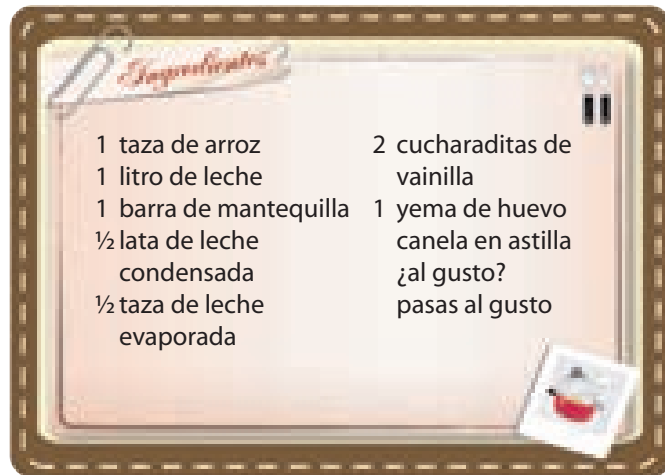 Ingredientes
1 taza de arroz
1 litro de leche
1 barra de mantequilla
½ lata de leche
condensada
½ taza de leche
evaporada
2 cucharaditas de
vainilla
1 yema de huevo
canela en astilla
¿al gusto?
pasas al gusto